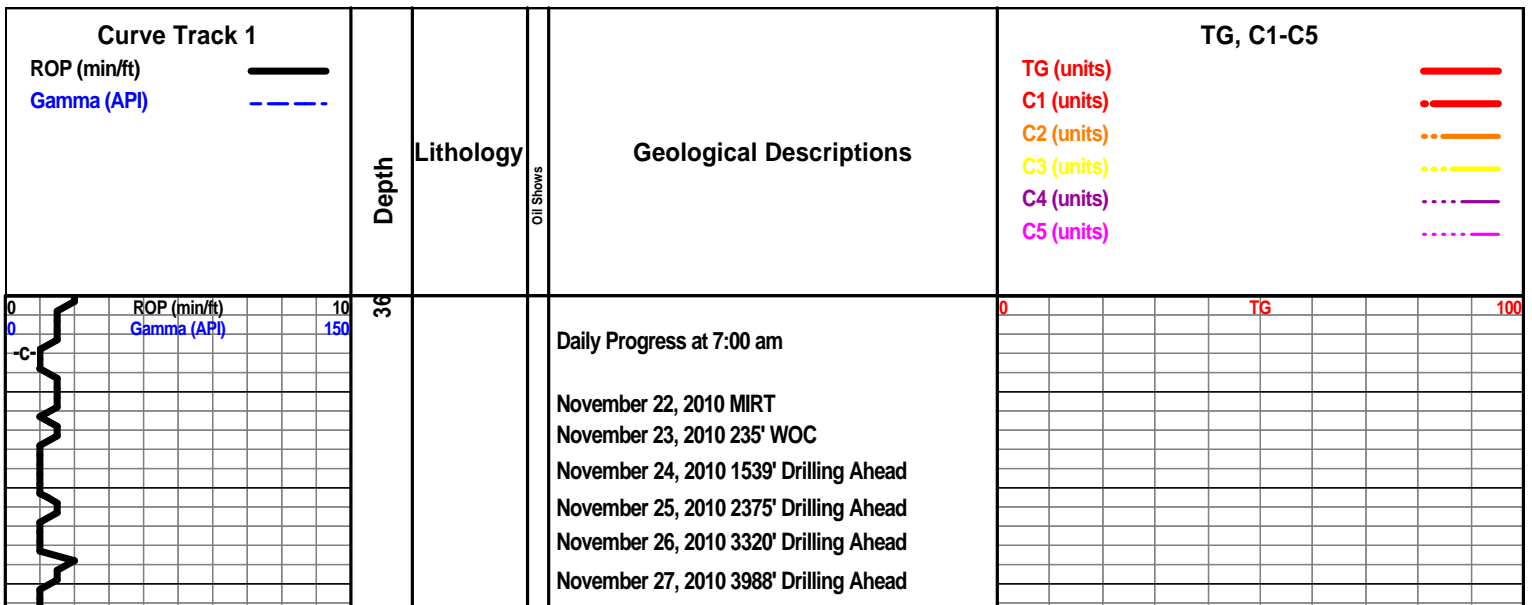 Curve Track 1
ROP (min/ft)
Gamma (API)
Depth
Lithology
Oil Shows
Geological Descriptions
TG, C1-C5
TG (units)
C1 (units)
C2 (units)
C3 (units)
C4 (units)
C5 (units)
0 ROP (min/ft) 10
0 Gamma (API) 150
-C-
36
0 TG 100
Daily Progress at 7:00 am
November 22, 2010 MIRT
November 23, 2010 235' WOC
November 24, 2010 1539' Drilling Ahead
November 25, 2010 2375' Drilling Ahead
November 26, 2010 3320' Drilling Ahead
November 27, 2010 3988' Drilling Ahead